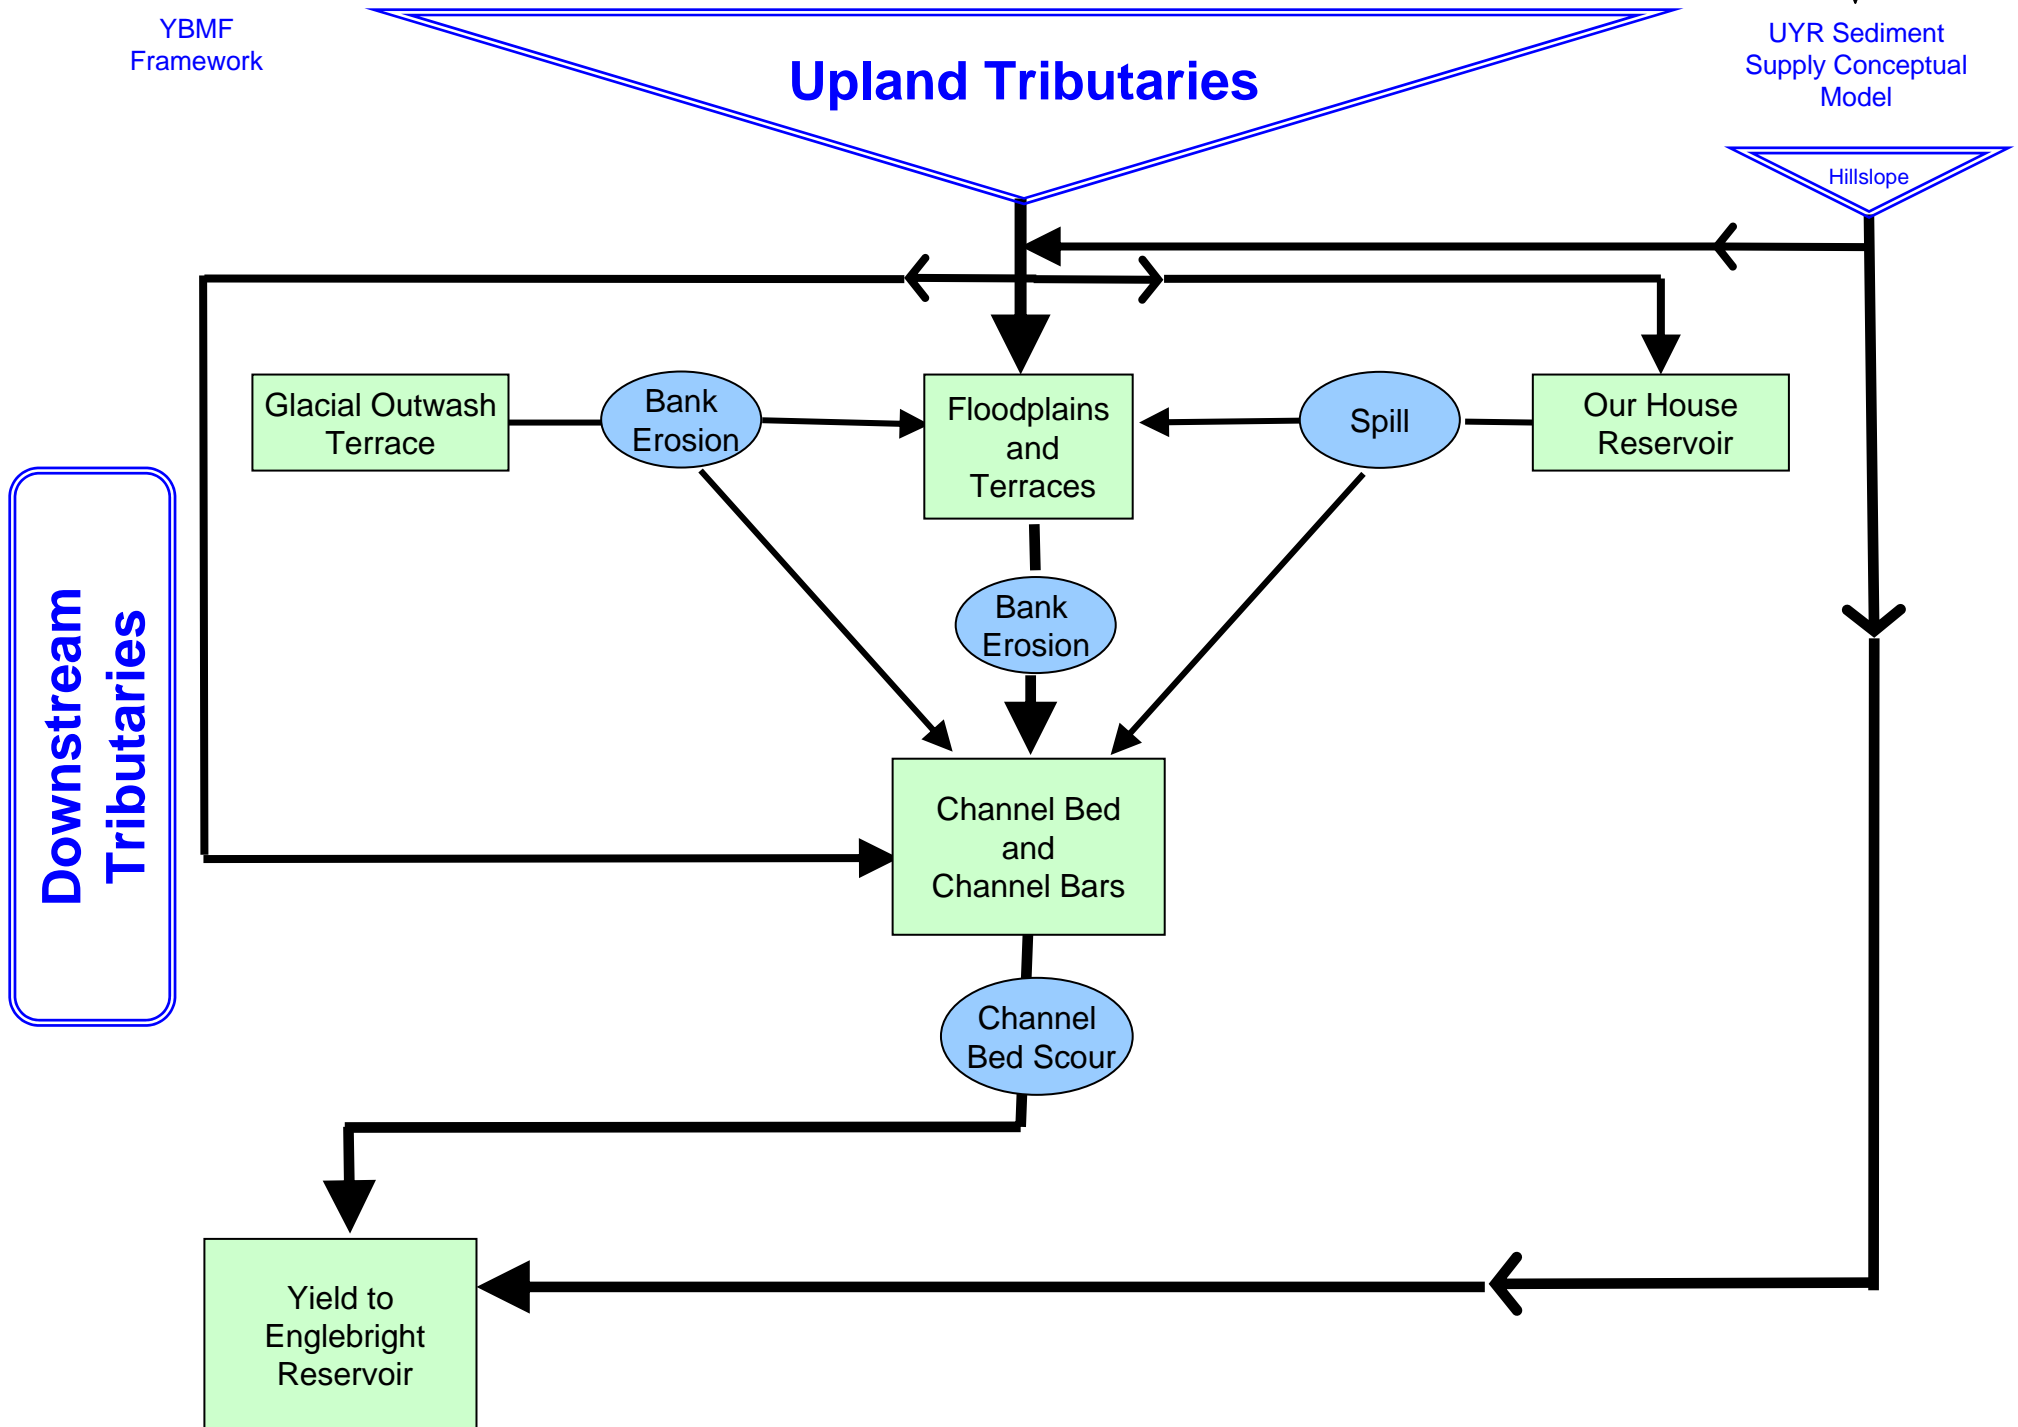 YBMF
Framework
Upland Tributaries
UYR Sediment
Supply Conceptual
Model
Hillslope
Glacial Outwash
Terrace
Bank
Erosion
Floodplains
and
Terraces
Spill
Our House
Reservoir
Downstream
Tributaries
Bank
Erosion
Channel Bed
and
Channel Bars
Channel
Bed Scour
Yield to
Englebright
Reservoir